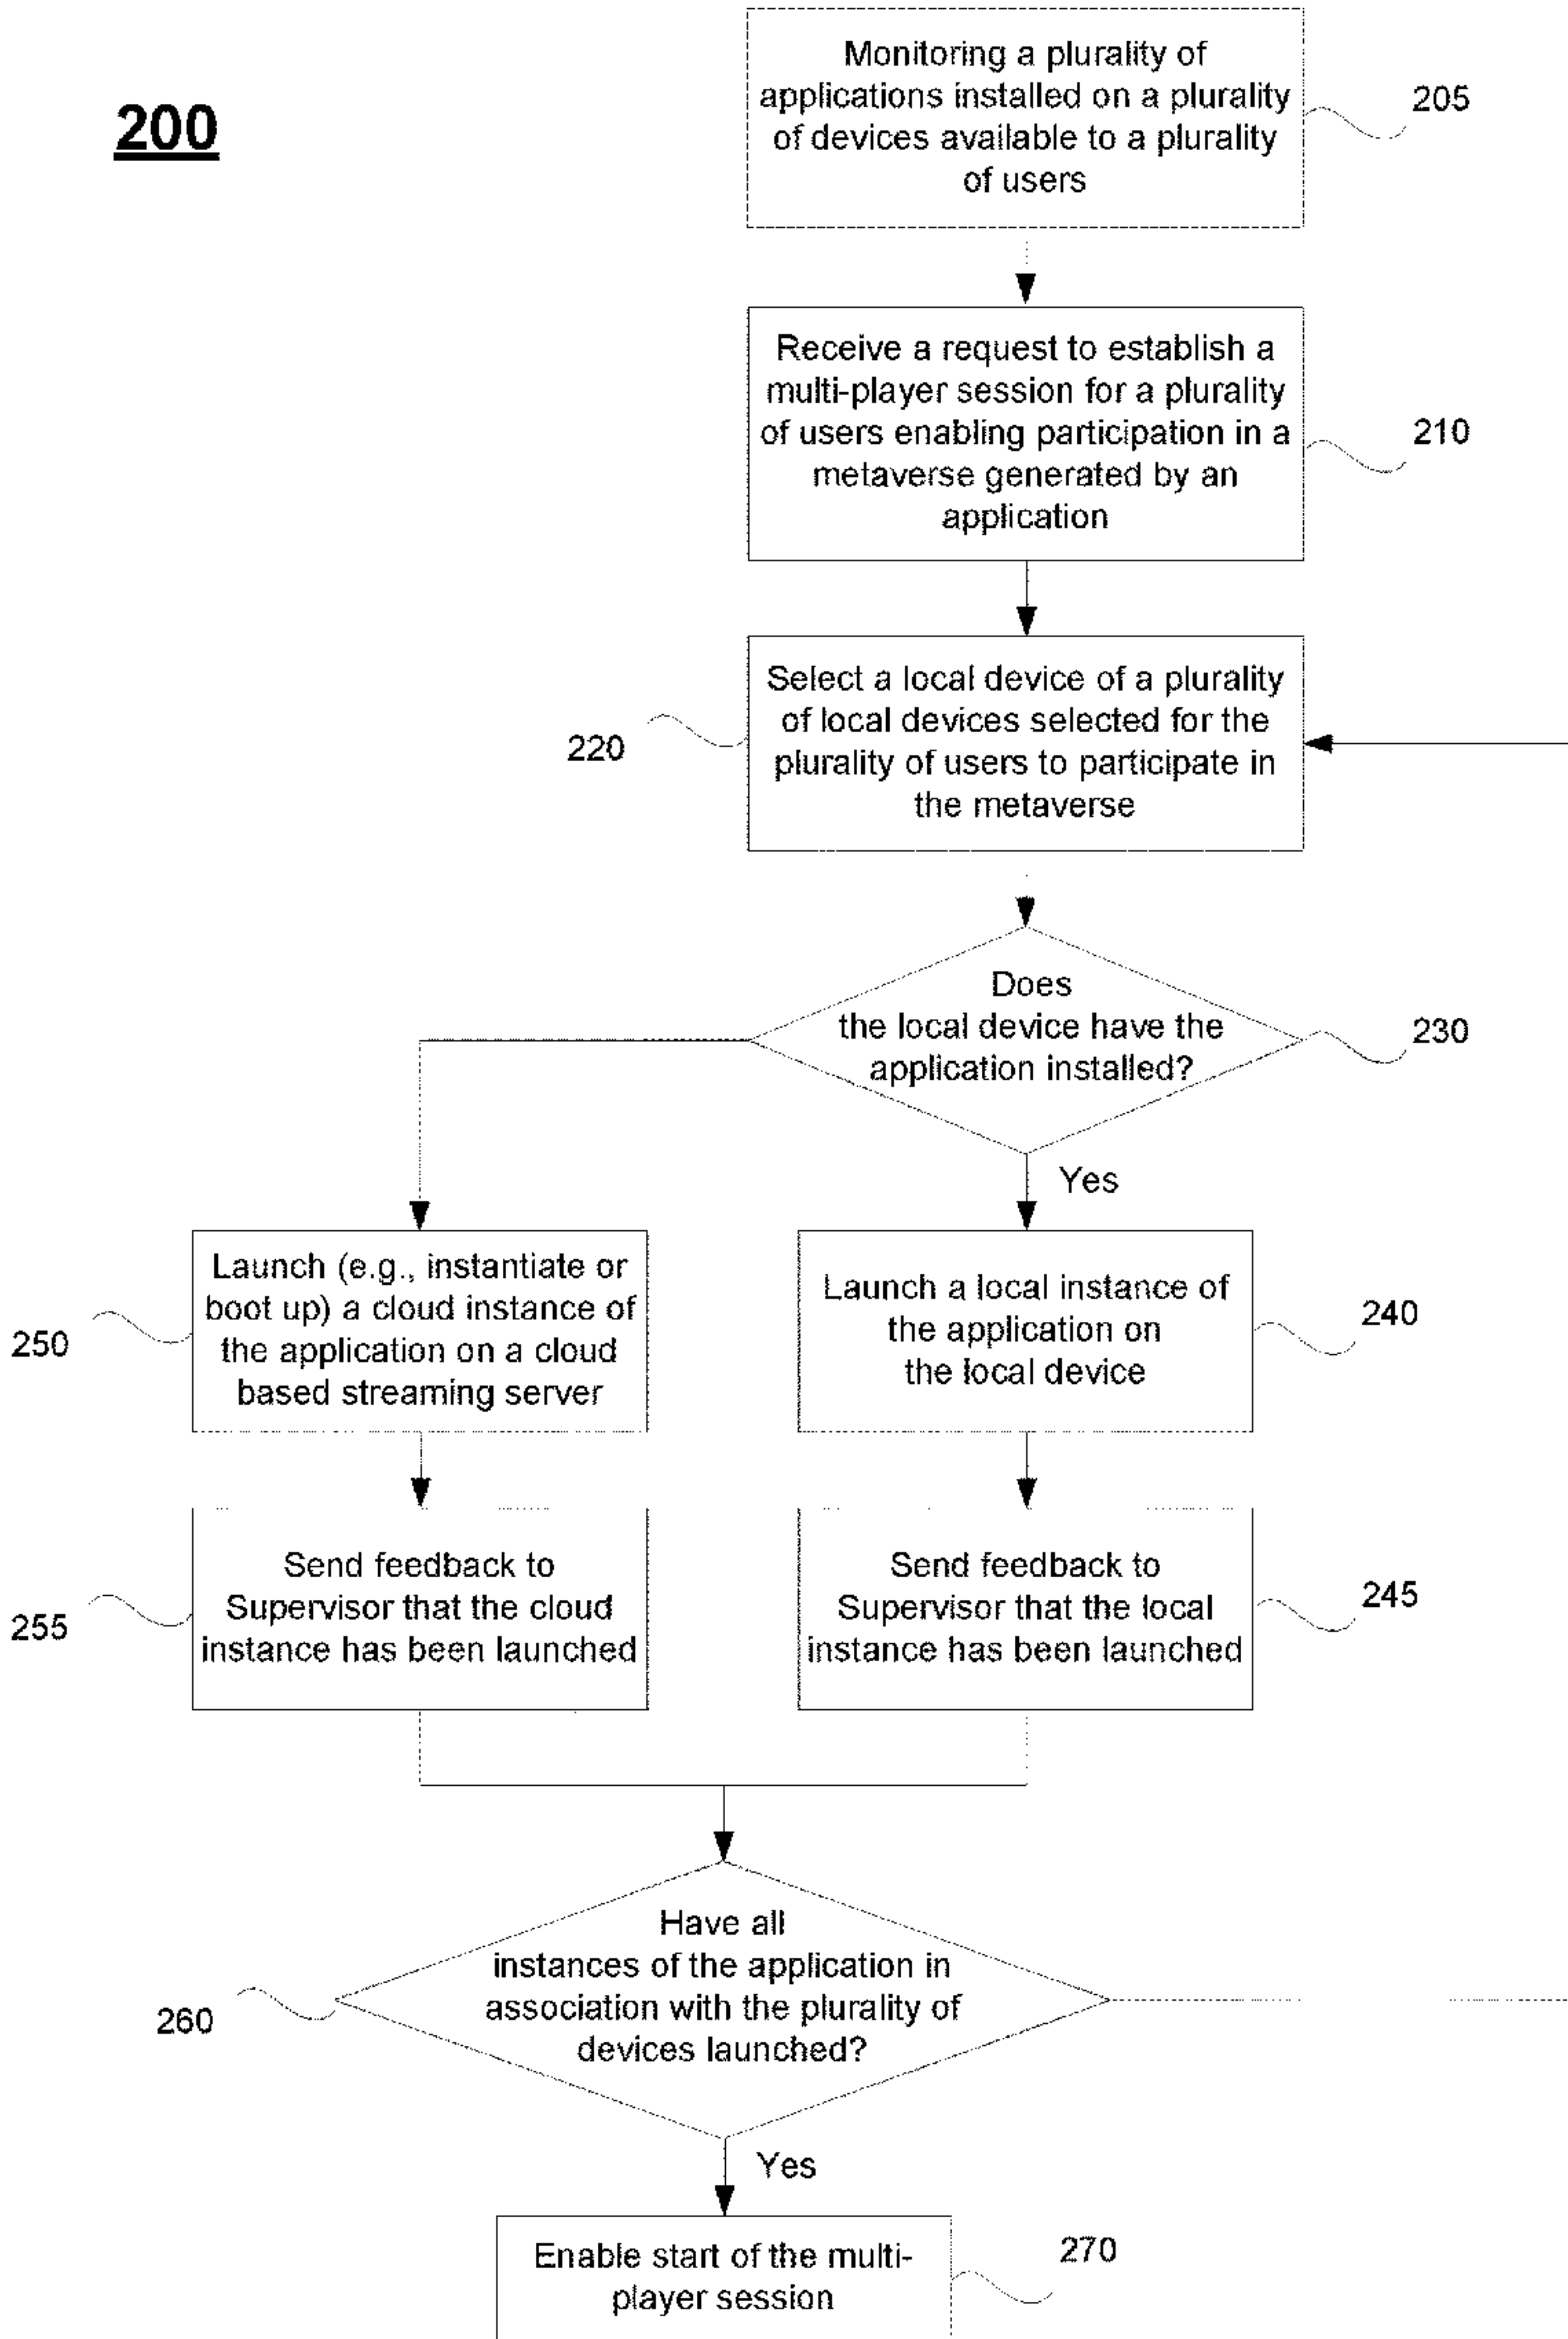 200
Monitoring a plurality of
applications installed on a plurality
of devices available to a plurality
of users
205
Receive a request to establish a
multi-player session for a plurality
of users enabling participation in a
metaverse generated by an
application
210
Select a local device of a plurality
of local devices selected for the
plurality of users to participate in
the metaverse
220
Does
the local device have the
application installed?
230
Yes
Launch (e.g., instantiate or
boot up) a cloud instance of
the application on a cloud
based streaming server
250
Launch a local instance of
the application on
the local device
240
Send feedback to
Supervisor that the cloud
instance has been launched
255
Send feedback to
Supervisor that the local
instance has been launched
245
Have all
instances of the application in
association with the plurality of
devices launched?
260
Yes
Enable start of the multi-
player session
270